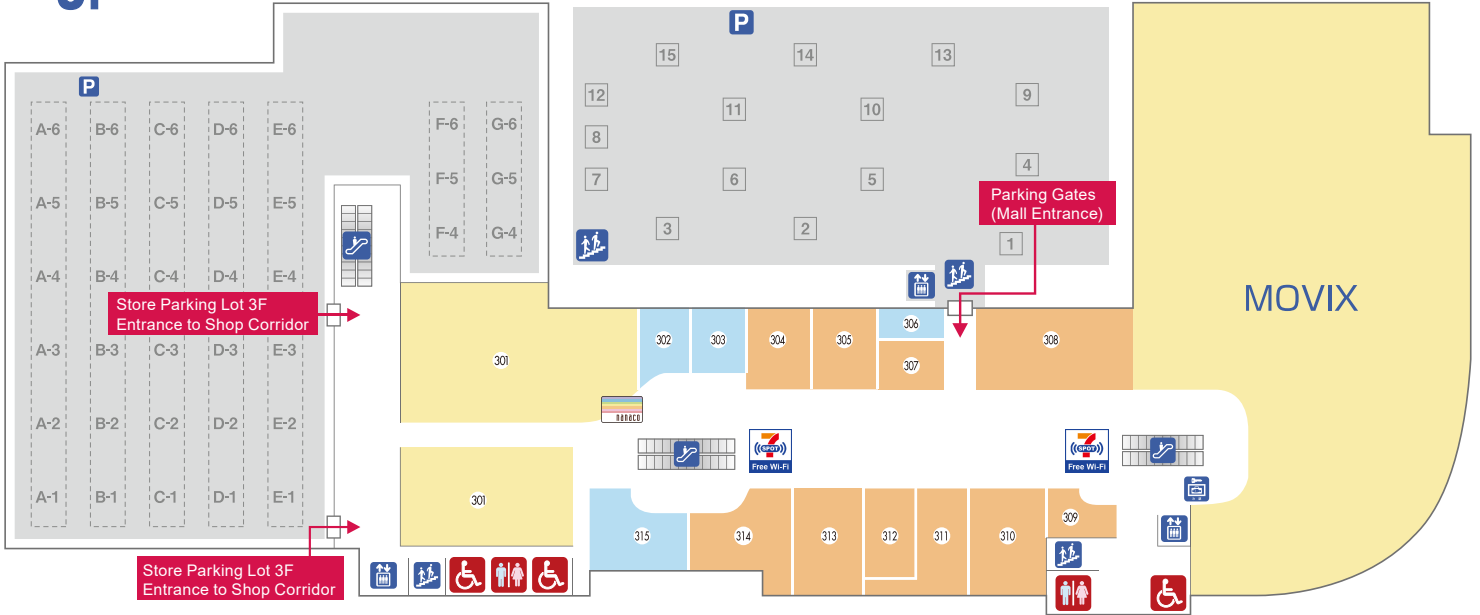 P
15
14
13
P
12
11
10
9
A-6
B-6
C-6
D-6
E-6
F-6
G-6
8
4
7
6
5
F-5
G-5
A-5
B-5
C-5
D-5
E-5
Parking Gates
(Mall Entrance)
3
2
1
F-4
G-4
A-4
B-4
C-4
D-4
E-4
Store Parking Lot 3F
Entrance to Shop Corridor
MOVIX
A-3
B-3
C-3
D-3
E-3
301
302
303
304
305
306
307
308
nanaco
A-2
B-2
C-2
D-2
E-2
7
SPOT
Free Wi-Fi
7
SPOT
Free Wi-Fi
A-1
B-1
C-1
D-1
E-1
301
315
314
313
312
311
310
309
Store Parking Lot 3F
Entrance to Shop Corridor